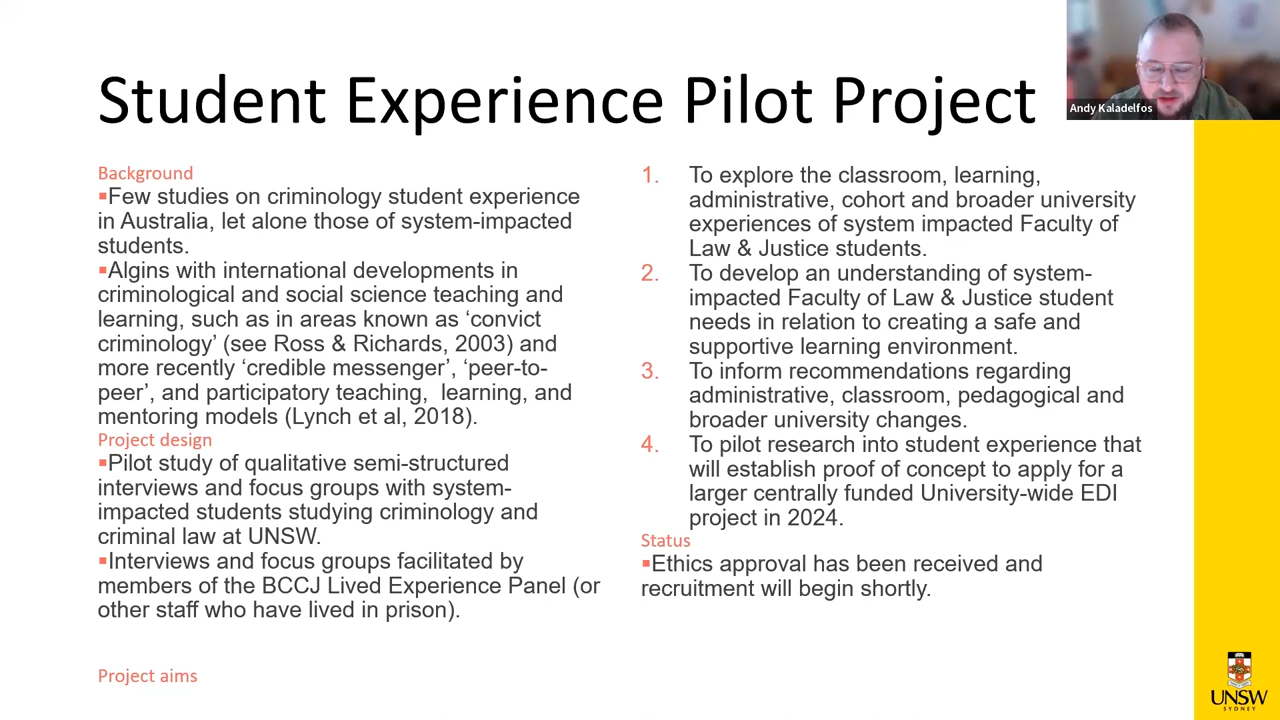 Student Experience Pilot Project
Andy Kaladelfos
Background
▪Few studies on criminology student experience
in Australia, let alone those of system-impacted
students.
▪Algins with international developments in
criminological and social science teaching and
learning, such as in areas known as ‘convict
criminology’ (see Ross & Richards, 2003) and
more recently ‘credible messenger’, ‘peer-to-
peer’, and participatory teaching, learning, and
mentoring models (Lynch et al, 2018).
Project design
▪Pilot study of qualitative semi-structured
interviews and focus groups with system-
impacted students studying criminology and
criminal law at UNSW.
▪Interviews and focus groups facilitated by
members of the BCCJ Lived Experience Panel (or
other staff who have lived in prison).
Project aims
1. To explore the classroom, learning,
administrative, cohort and broader university
experiences of system impacted Faculty of
Law & Justice students.
2. To develop an understanding of system-
impacted Faculty of Law & Justice student
needs in relation to creating a safe and
supportive learning environment.
3. To inform recommendations regarding
administrative, classroom, pedagogical and
broader university changes.
4. To pilot research into student experience that
will establish proof of concept to apply for a
larger centrally funded University-wide EDI
project in 2024.
Status
▪Ethics approval has been received and
recruitment will begin shortly.
UNSW
SYDNEY